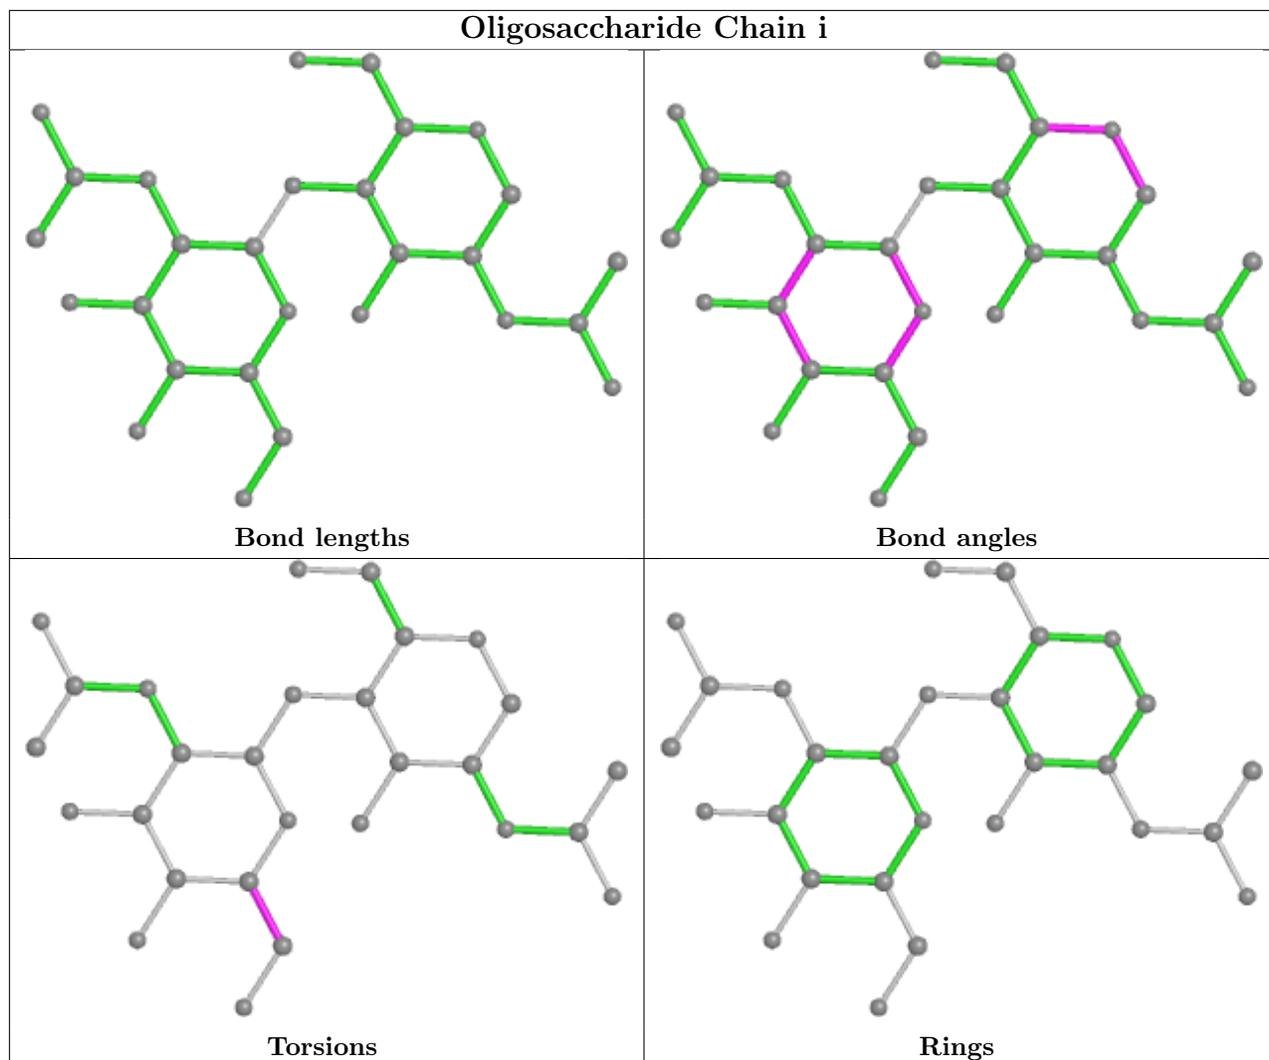 Oligosaccharide Chain i
Bond lengths
Bond angles
Torsions
Rings